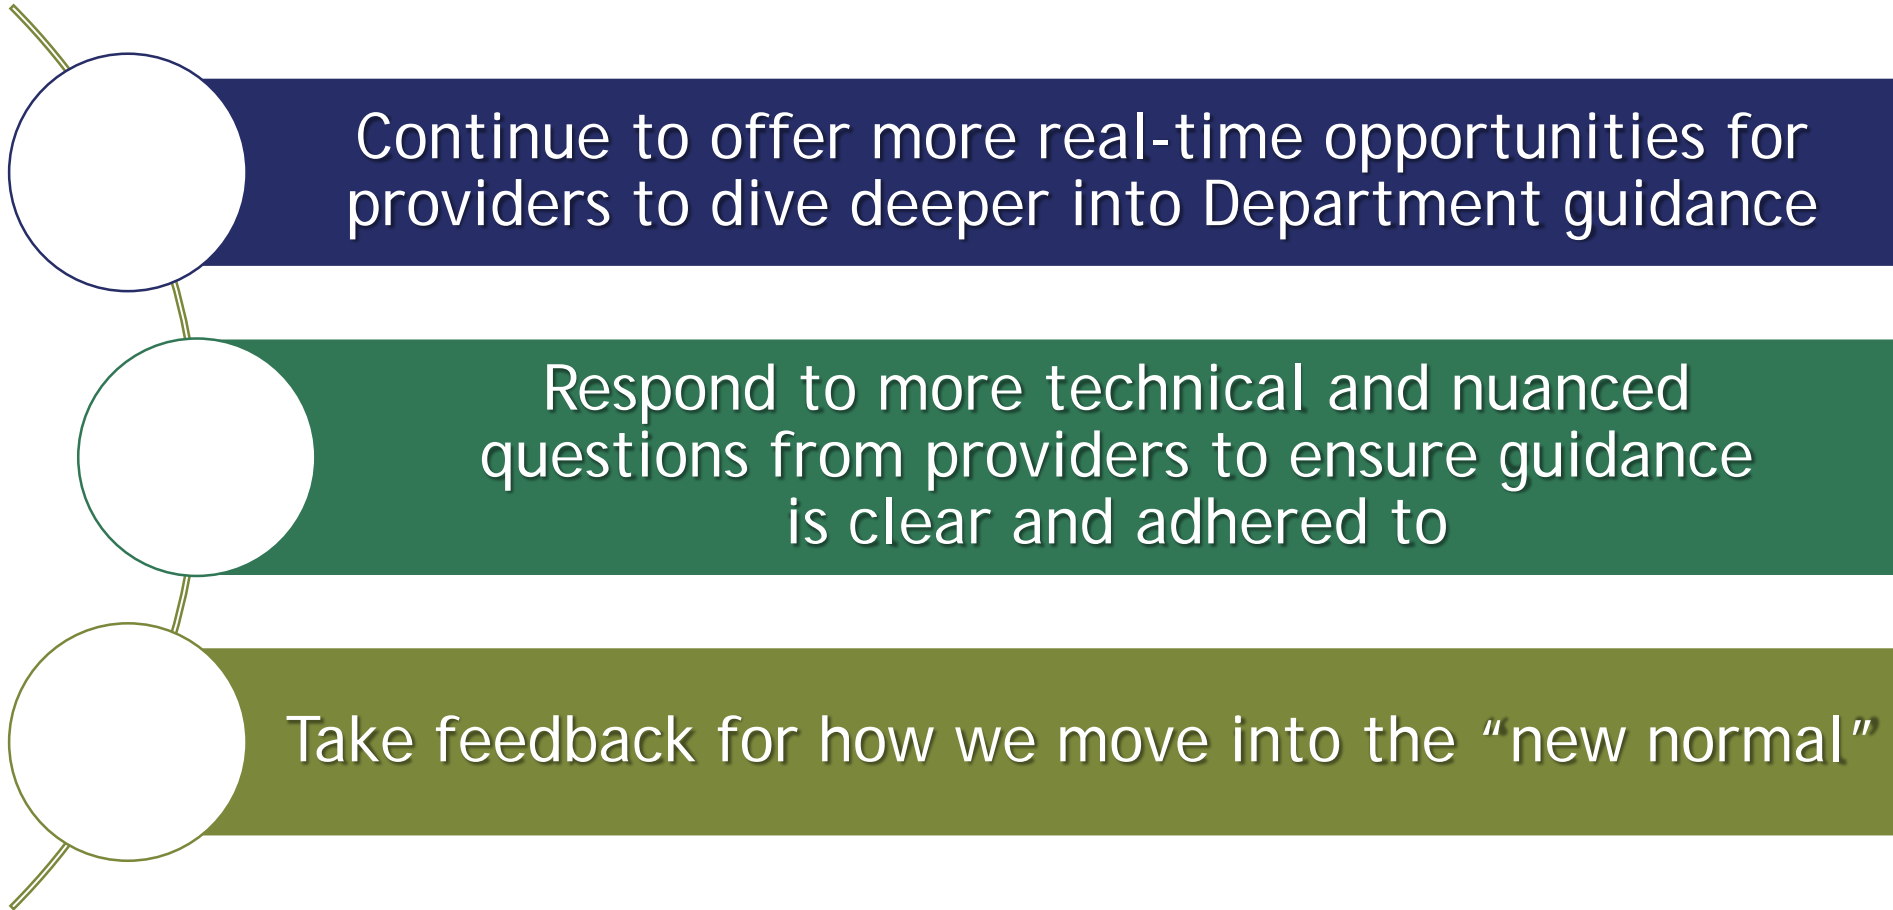 Continue to offer more real-time opportunities for
providers to dive deeper into Department guidance
Respond to more technical and nuanced
questions from providers to ensure guidance
is clear and adhered to
Take feedback for how we move into the “new normal”